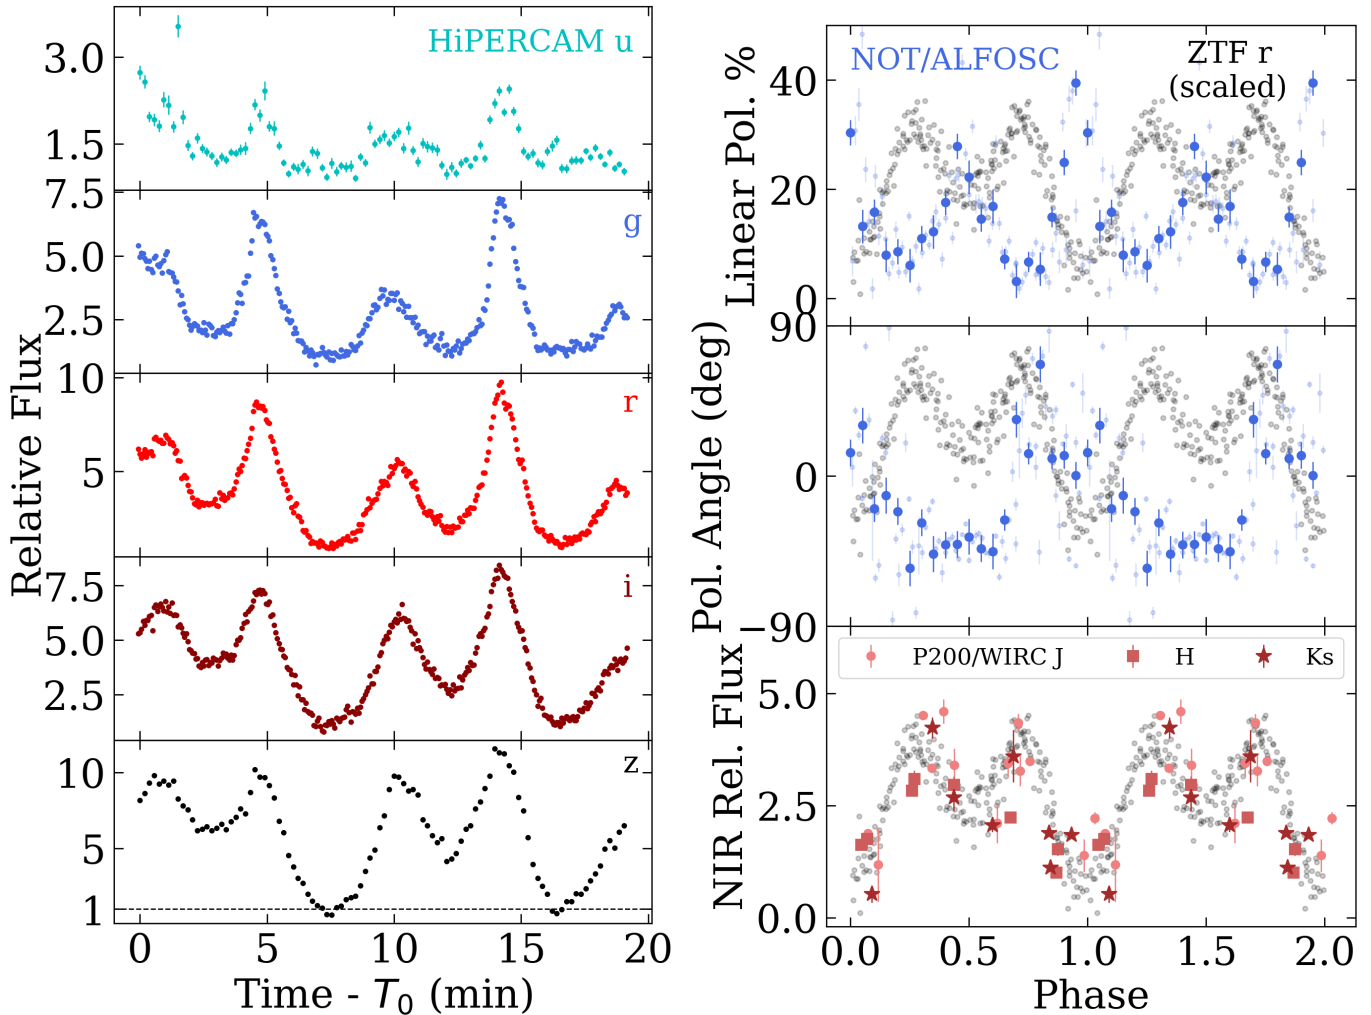 HiPERCAM u
3.0
1.5
7.5
5.0
2.5
g
10
5
r
7.5
5.0
2.5
i
10
5
1
z
Relative Flux
0 5 10 15 20
Time - T0 (min)
NOT/ALFOSC
ZTF r
(scaled)
40
20
0
Linear Pol. %
90
0
−90
Pol. Angle (deg)
P200/WIRC J H Ks
5.0
2.5
0.0
NIR Rel. Flux
0.0 0.5 1.0 1.5 2.0
Phase